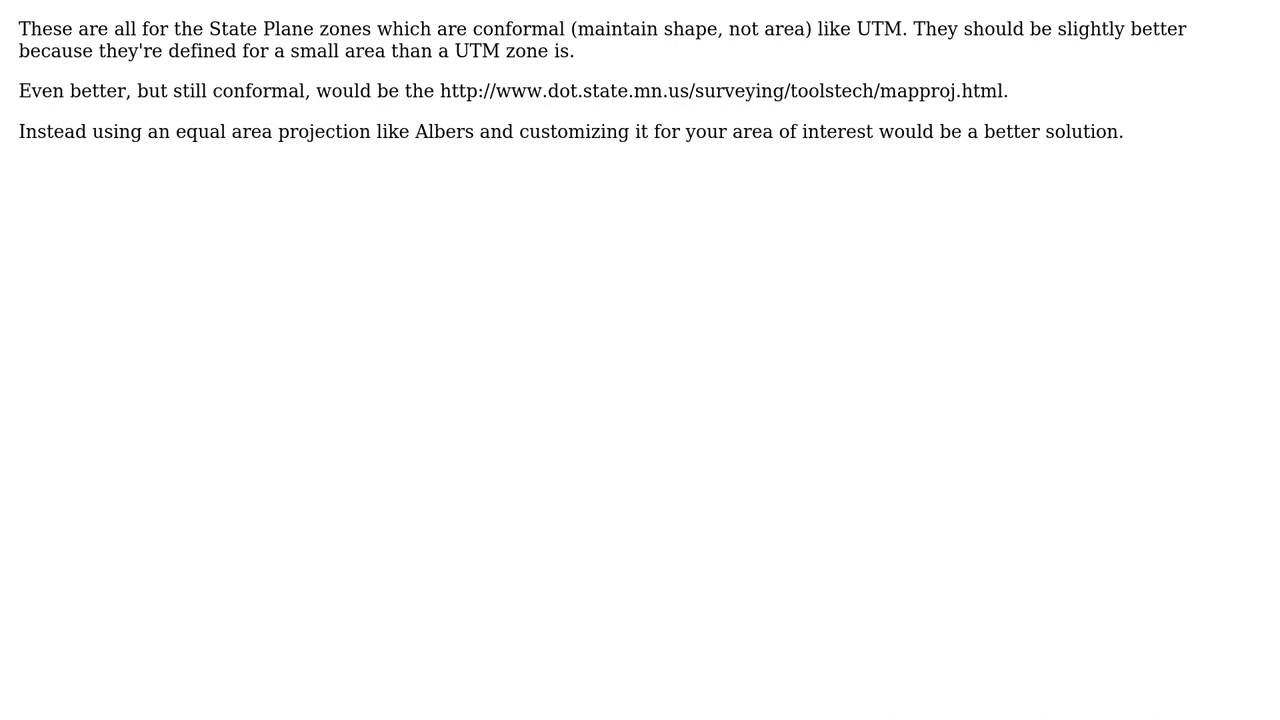 These are all for the State Plane zones which are conformal (maintain shape, not area) like UTM. They should be slightly better
because they're defined for a small area than a UTM zone is.
Even better, but still conformal, would be the http://www.dot.state.mn.us/surveying/toolstech/mapproj.html.
Instead using an equal area projection like Albers and customizing it for your area of interest would be a better solution.